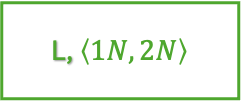 L, ⟨1N, 2N⟩